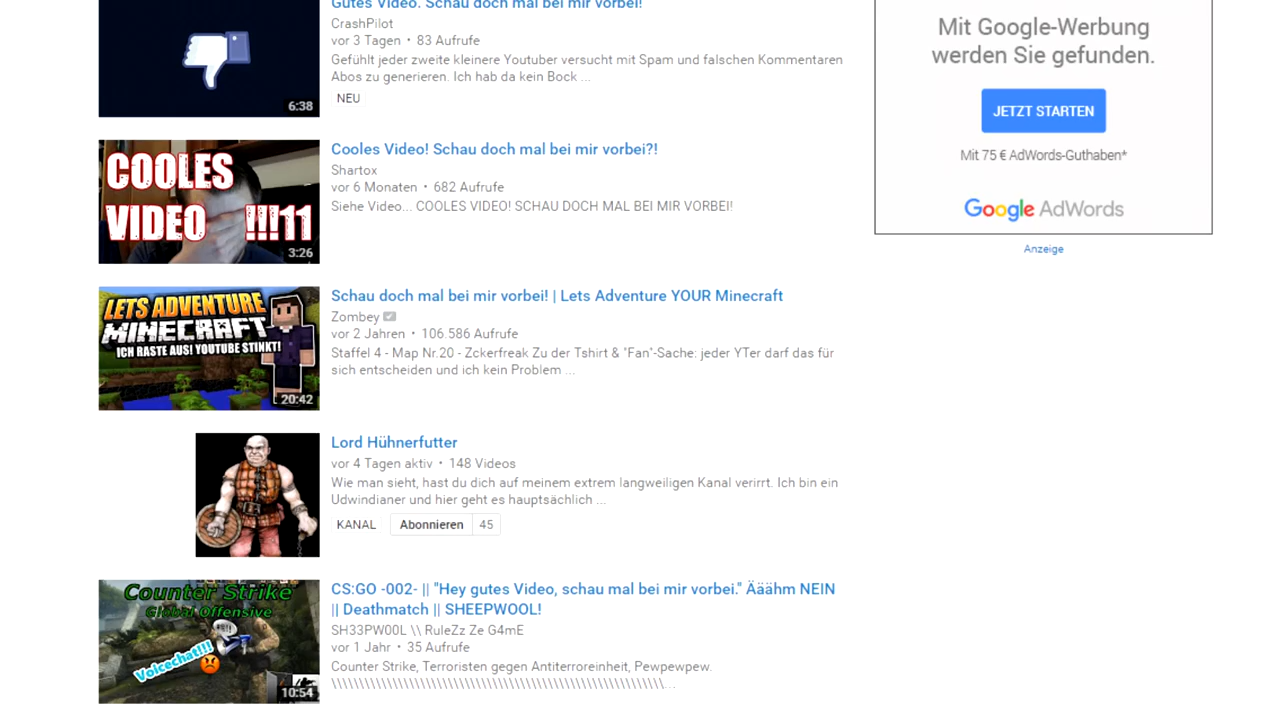 Gutes Video. Schau doch mal bei mir vorbei!
CrashPilot
vor 3 Tagen • 83 Aufrufe
Gefühlt jeder zweite kleinere Youtuber versucht mit Spam und falschen Kommentaren
Abos zu generieren. Ich hab da kein Bock ...
NEU
6:38
COOLES
VIDEO !!!11
3:26
Cooles Video! Schau doch mal bei mir vorbei?!
Shartox
vor 6 Monaten • 682 Aufrufe
Siehe Video... COOLES VIDEO! SCHAU DOCH MAL BEI MIR VORBEI!
LETS ADVENTURE
MINECRAFT
ICH RASTE AUS! YOUTUBE STINKT!
20:42
Schau doch mal bei mir vorbei! | Lets Adventure YOUR Minecraft
Zombey
vor 2 Jahren • 106.586 Aufrufe
Staffel 4 - Map Nr.20 - Zckerfreak Zu der Tshirt & "Fan"-Sache: jeder YTer darf das für
sich entscheiden und ich kein Problem ...
Lord Hühnerfutter
vor 4 Tagen aktiv • 148 Videos
Wie man sieht, hast du dich auf meinem extrem langweiligen Kanal verirrt. Ich bin ein
Udwindianer und hier geht es hauptsächlich ...
KANAL Abonnieren 45
Counter Strike
Global Offensive
Voicechat!!!
10:54
CS:GO -002- || "Hey gutes Video, schau mal bei mir vorbei." Ääähm NEIN
|| Deathmatch || SHEEPWOOL!
SH33PW00L \\ RuleZz Ze G4mE
vor 1 Jahr • 35 Aufrufe
Counter Strike, Terroristen gegen Antiterroreinheit, Pewpewpew.
\\\\\\\\\\\\\\\\\\\\\\\\\\\\\\\\\\\\\\\\\\\\\\\\\\\\\\\\\\\\...
Mit Google-Werbung
werden Sie gefunden.
JETZT STARTEN
Mit 75 € AdWords-Guthaben*
Google AdWords
Anzeige